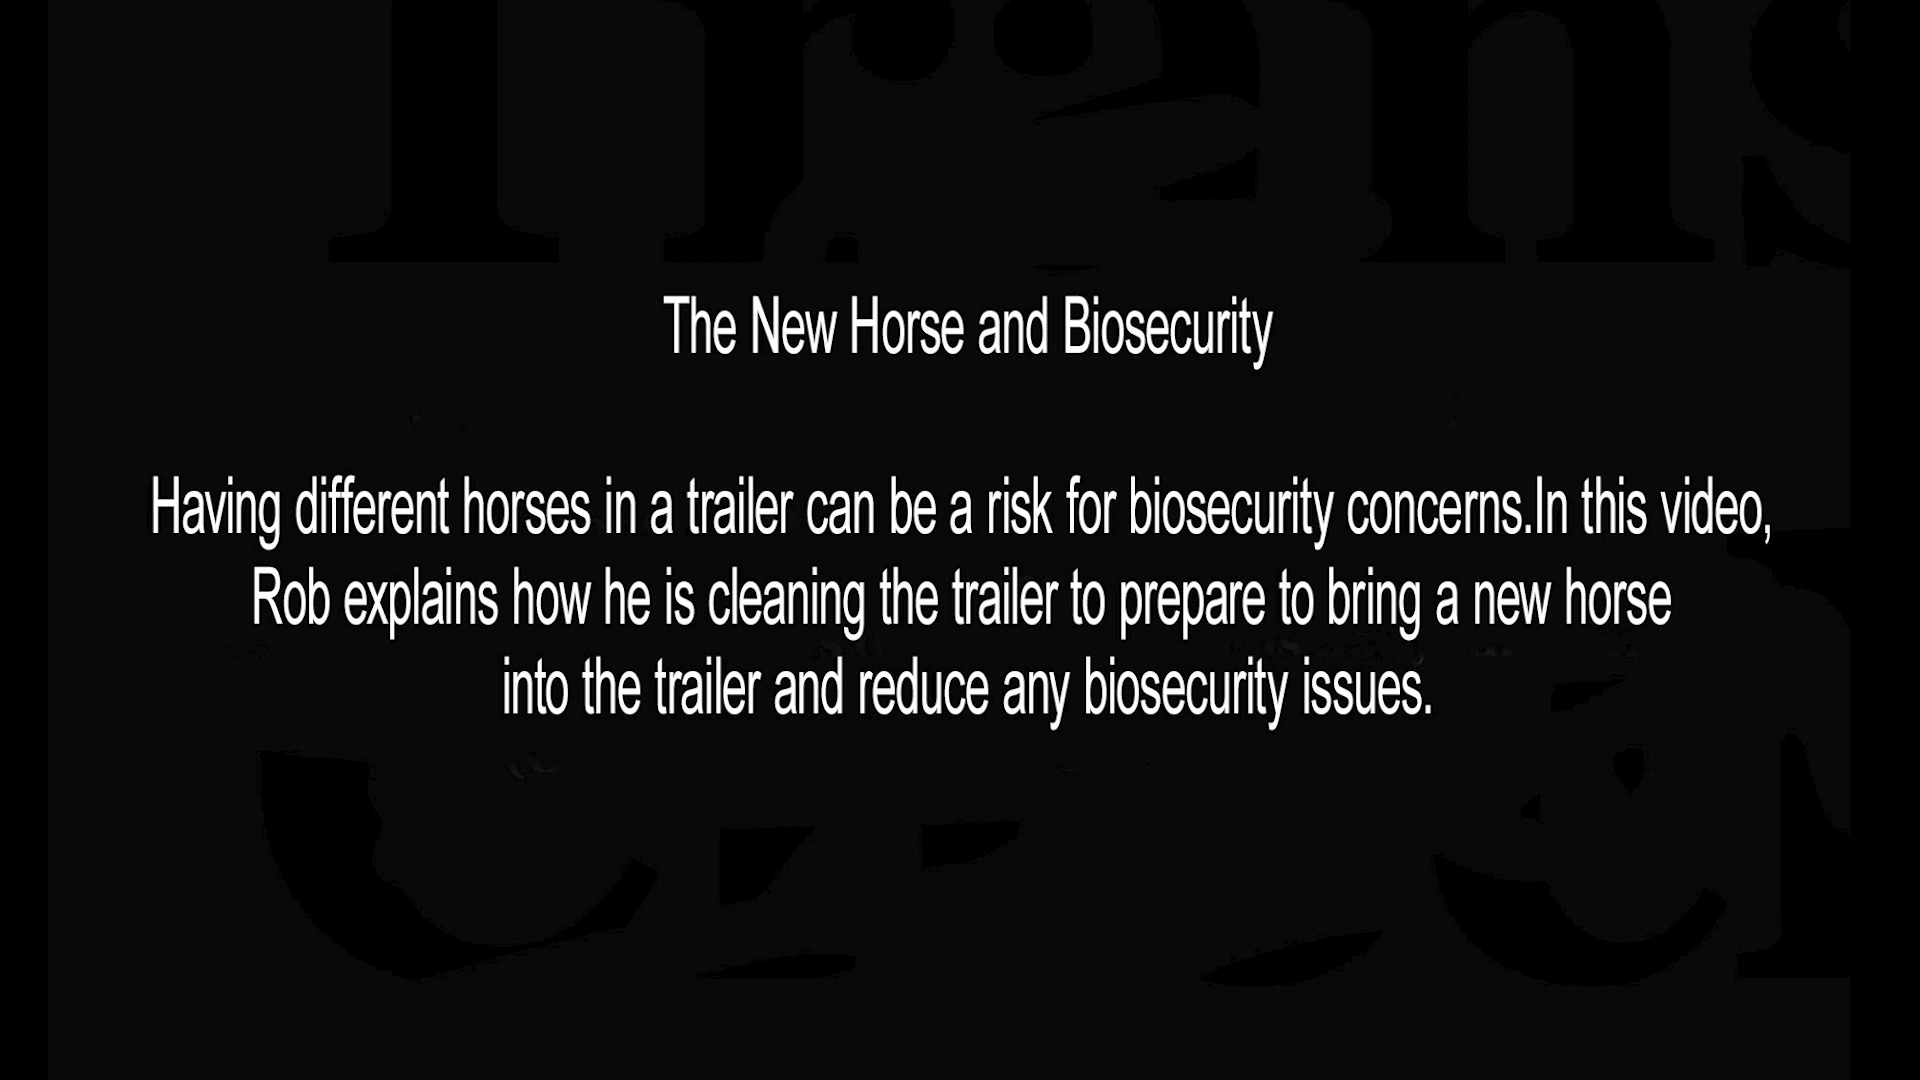 The New Horse and Biosecurity
Having different horses in a trailer can be a risk for biosecurity concerns.In this video,
Rob explains how he is cleaning the trailer to prepare to bring a new horse
into the trailer and reduce any biosecurity issues.